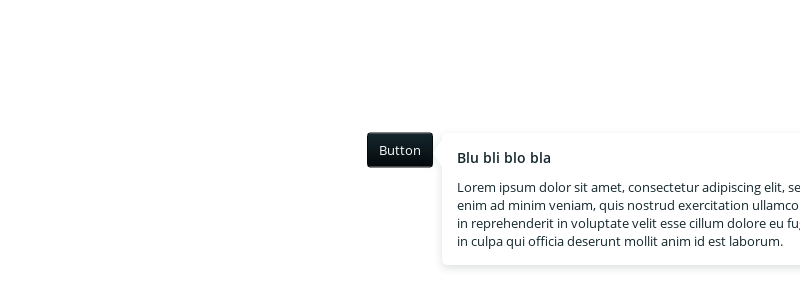 Button
Blu bli blo bla
Lorem ipsum dolor sit amet, consectetur adipiscing elit,
enim ad minim veniam, quis nostrud exercitation ullamco
in reprehenderit in voluptate velit esse cillum dolore eu
in culpa qui officia deserunt mollit anim id est laborum.